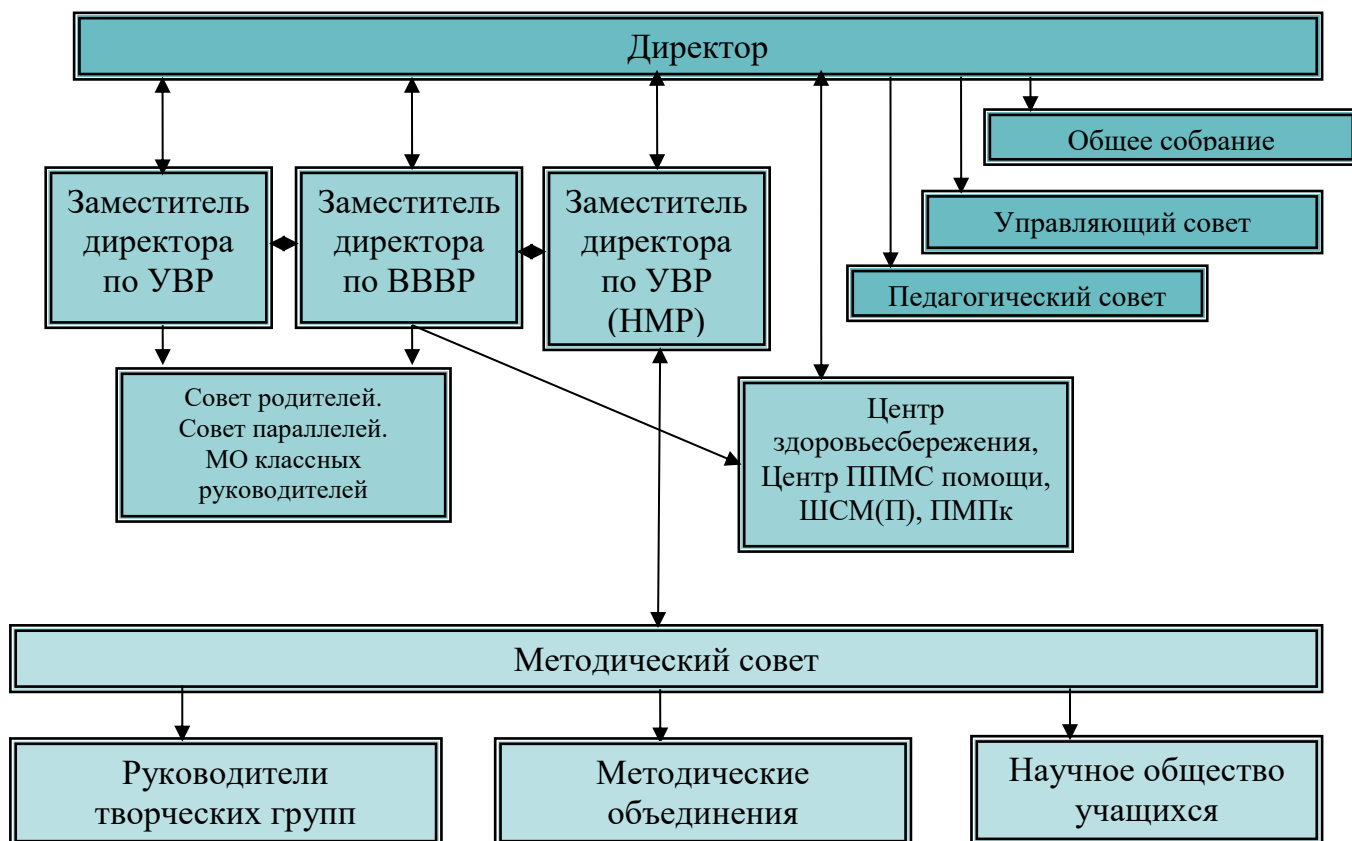 Директор
Общее собрание
Управляющий совет
Педагогический совет
Заместитель
директора
по УВР
Заместитель
директора
по ВВВР
Заместитель
директора
по УВР
(НМР)
Совет родителей.
Совет параллелей.
МО классных
руководителей
Центр
здоровьесбережения,
Центр ППМС помощи,
ШСМ(П), ПМПк
Методический совет
Руководители
творческих групп
Методические
объединения
Научное общество
учащихся